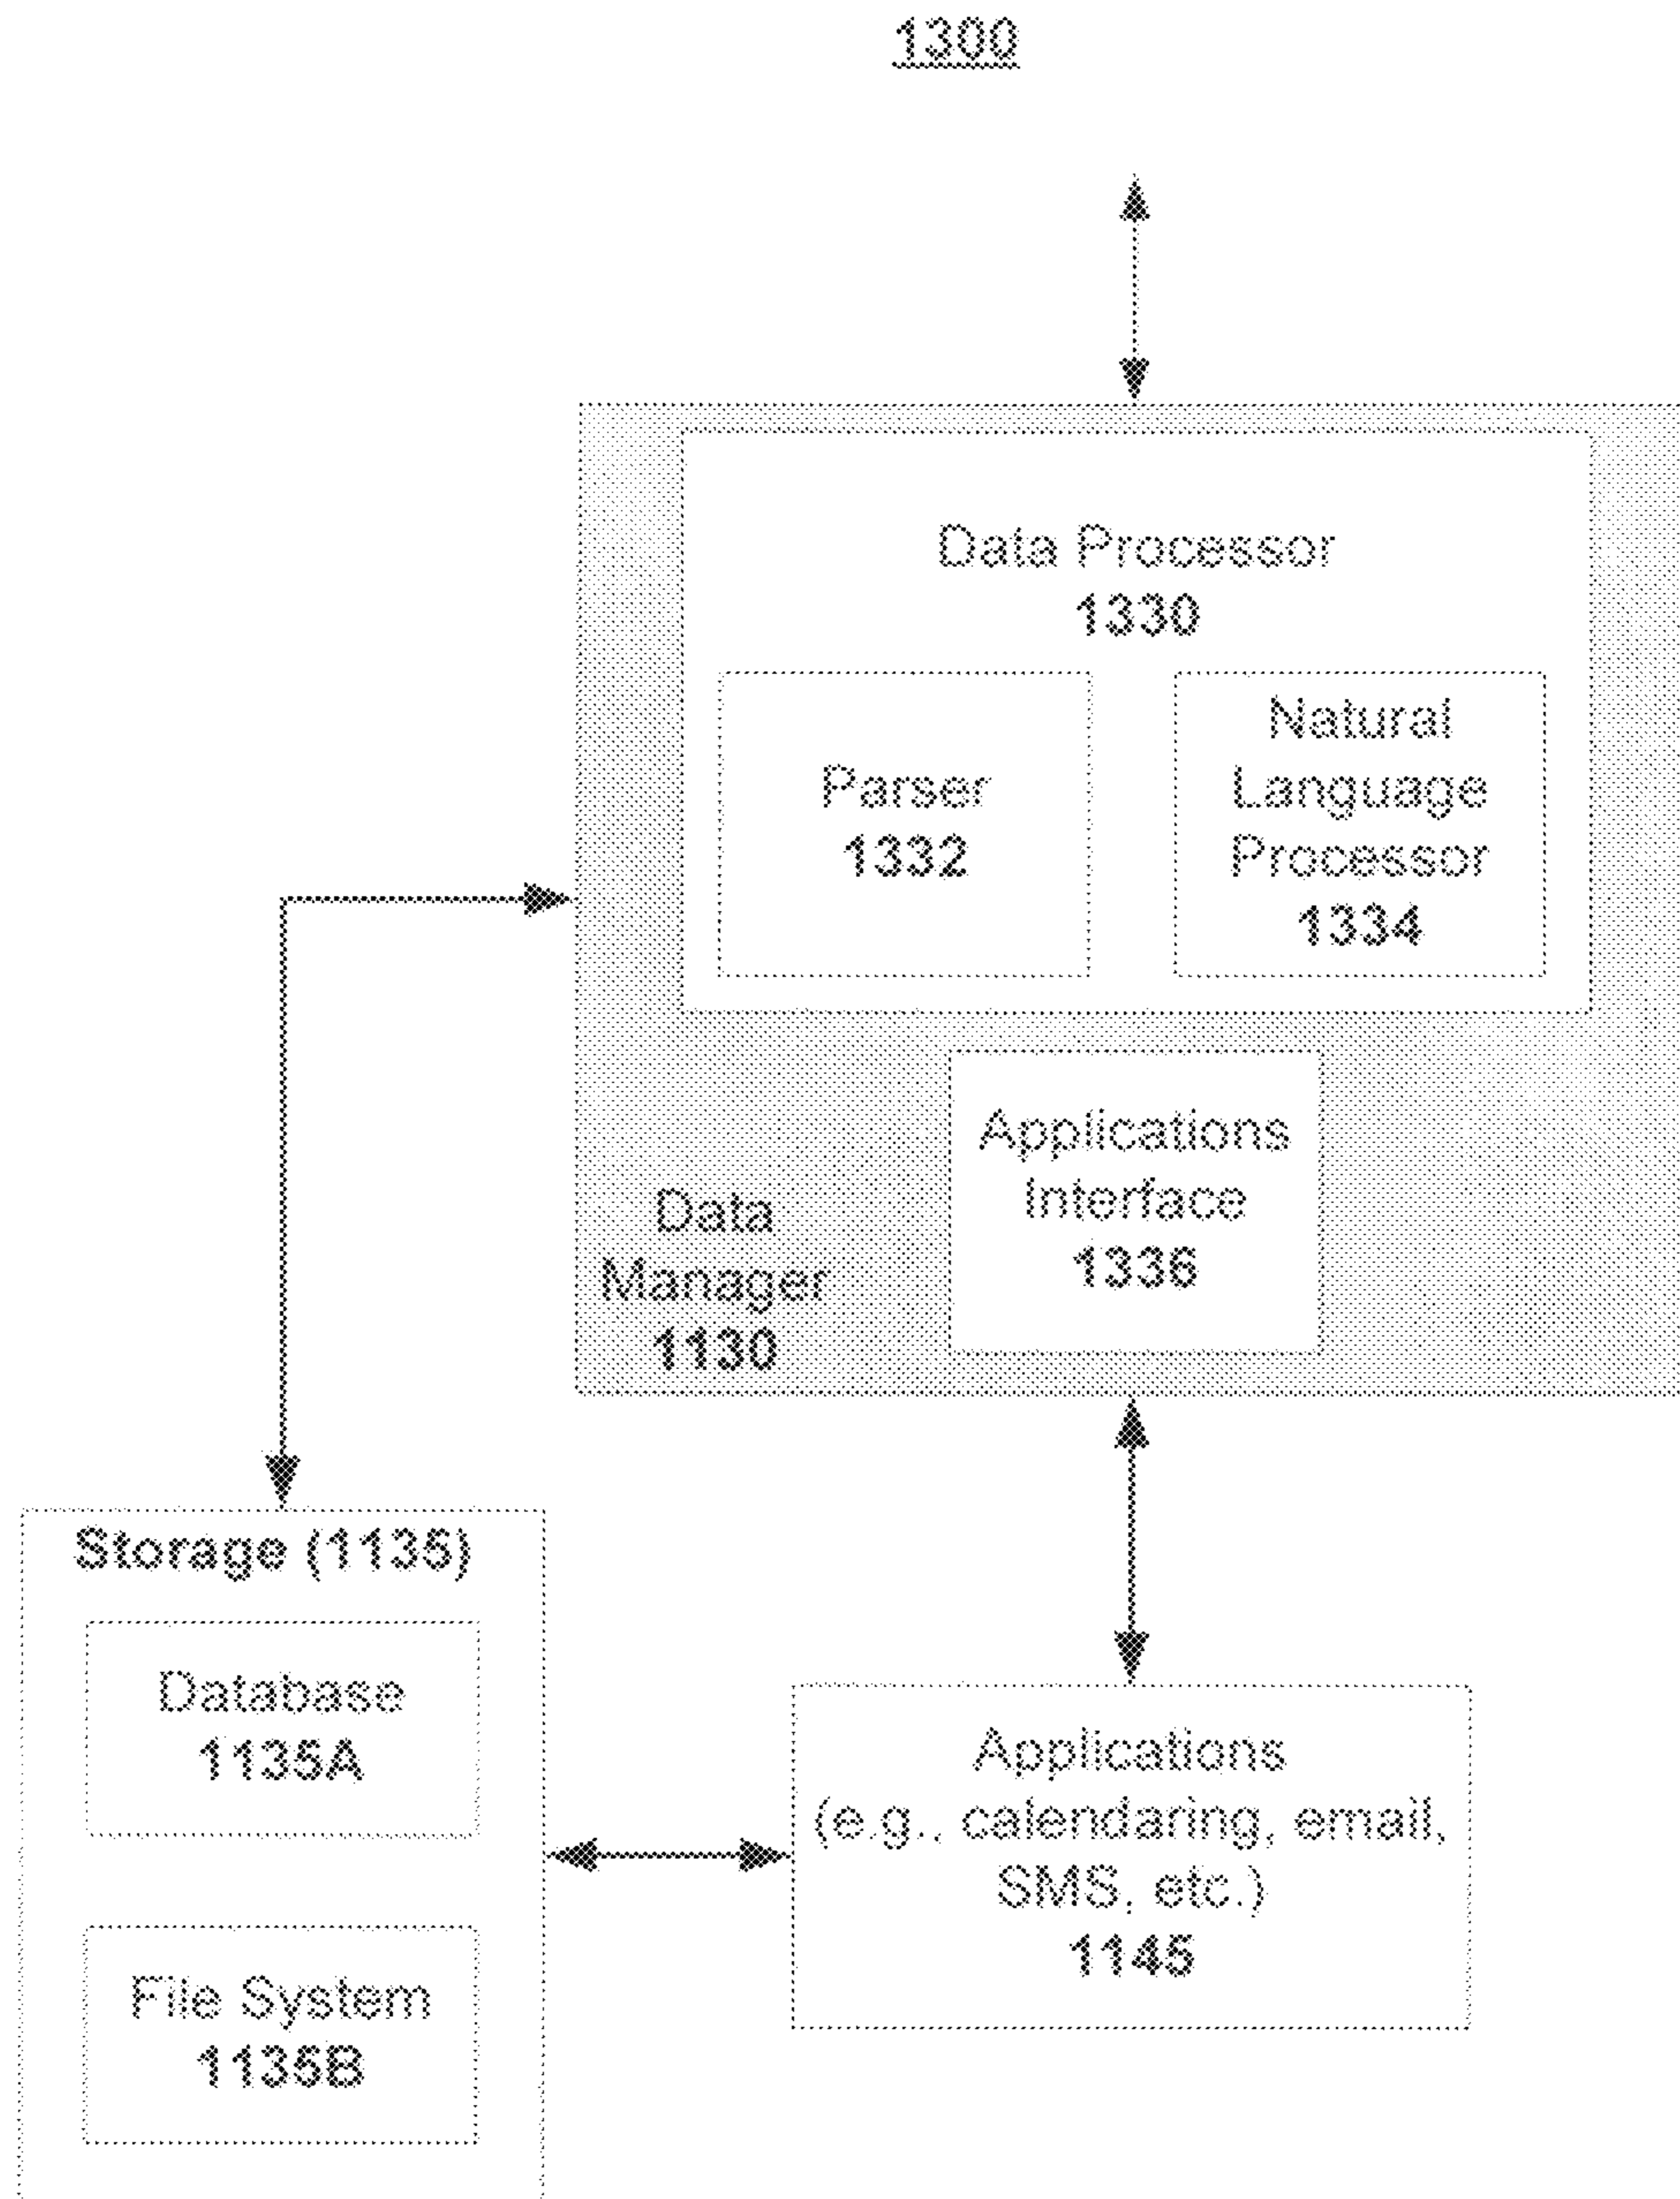 1300
Data Processor
1330
Parser
1332
Natural
Language
Processor
1334
Applications
Interface
1336
Data
Manager
1130
Storage (1135)
Database
1135A
File System
1135B
Applications
(e.g., calendaring, email,
SMS, etc.)
1145